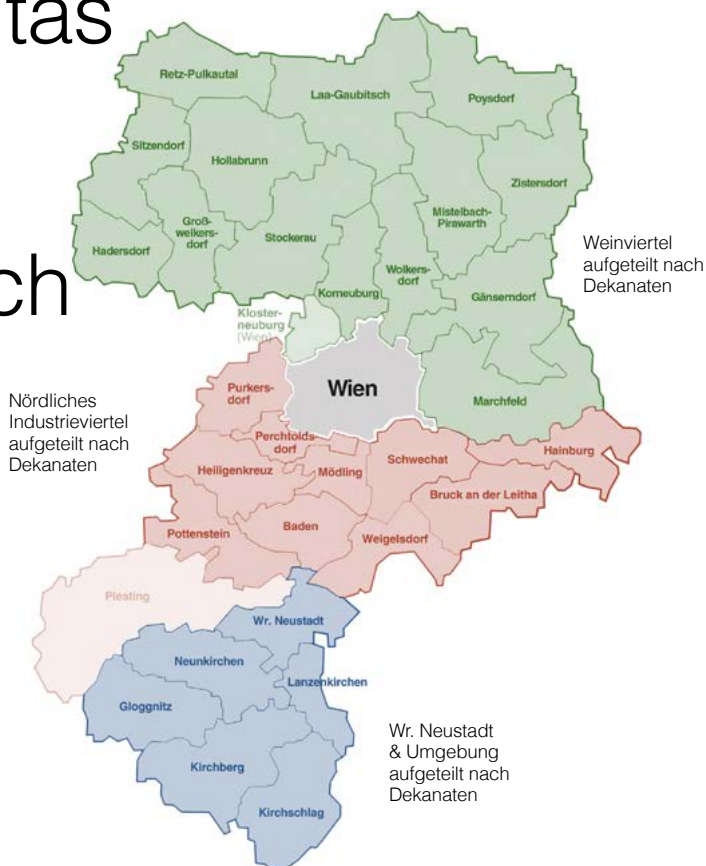 tas
ch
Retz-Pulkautal
Laa-Gaubitsch
Poysdorf
Sitzendorf
Hollabrunn
Zistersdorf
Groß-
weikers-
dorf
Stockerau
Mistelbach-
Pirawarth
Hadersdorf
Wolkers-
dorf
Korneuburg
Gänserndorf
Kloster-
neuburg
(Wien)
Marchfeld
Weinviertel
aufgeteilt nach
Dekanaten
Wien
Nördliches
Industrieviertel
aufgeteilt nach
Dekanaten
Purkers-
dorf
Perchtolds-
dorf
Heiligenkreuz
Mödling
Schwechat
Hainburg
Bruck an der Leitha
Pottenstein
Baden
Weigelsdorf
Piesting
Wr. Neustadt
Neunkirchen
Lanzenkirchen
Gloggnitz
Kirchberg
Kirchschlag
Wr. Neustadt
& Umgebung
aufgeteilt nach
Dekanaten